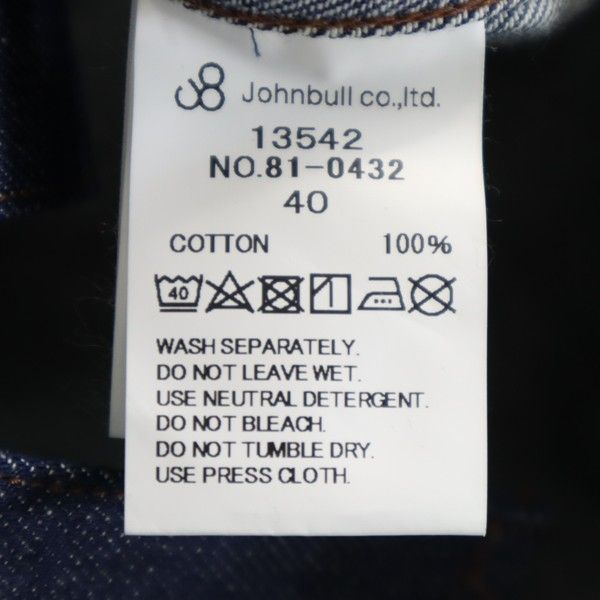 Johnbull co.,ltd.
13542
NO.81-0432
40
COTTON 100%
40
WASH SEPARATELY.
DO NOT LEAVE WET.
USE NEUTRAL DETERGENT.
DO NOT BLEACH.
DO NOT TUMBLE DRY.
USE PRESS CLOTH.